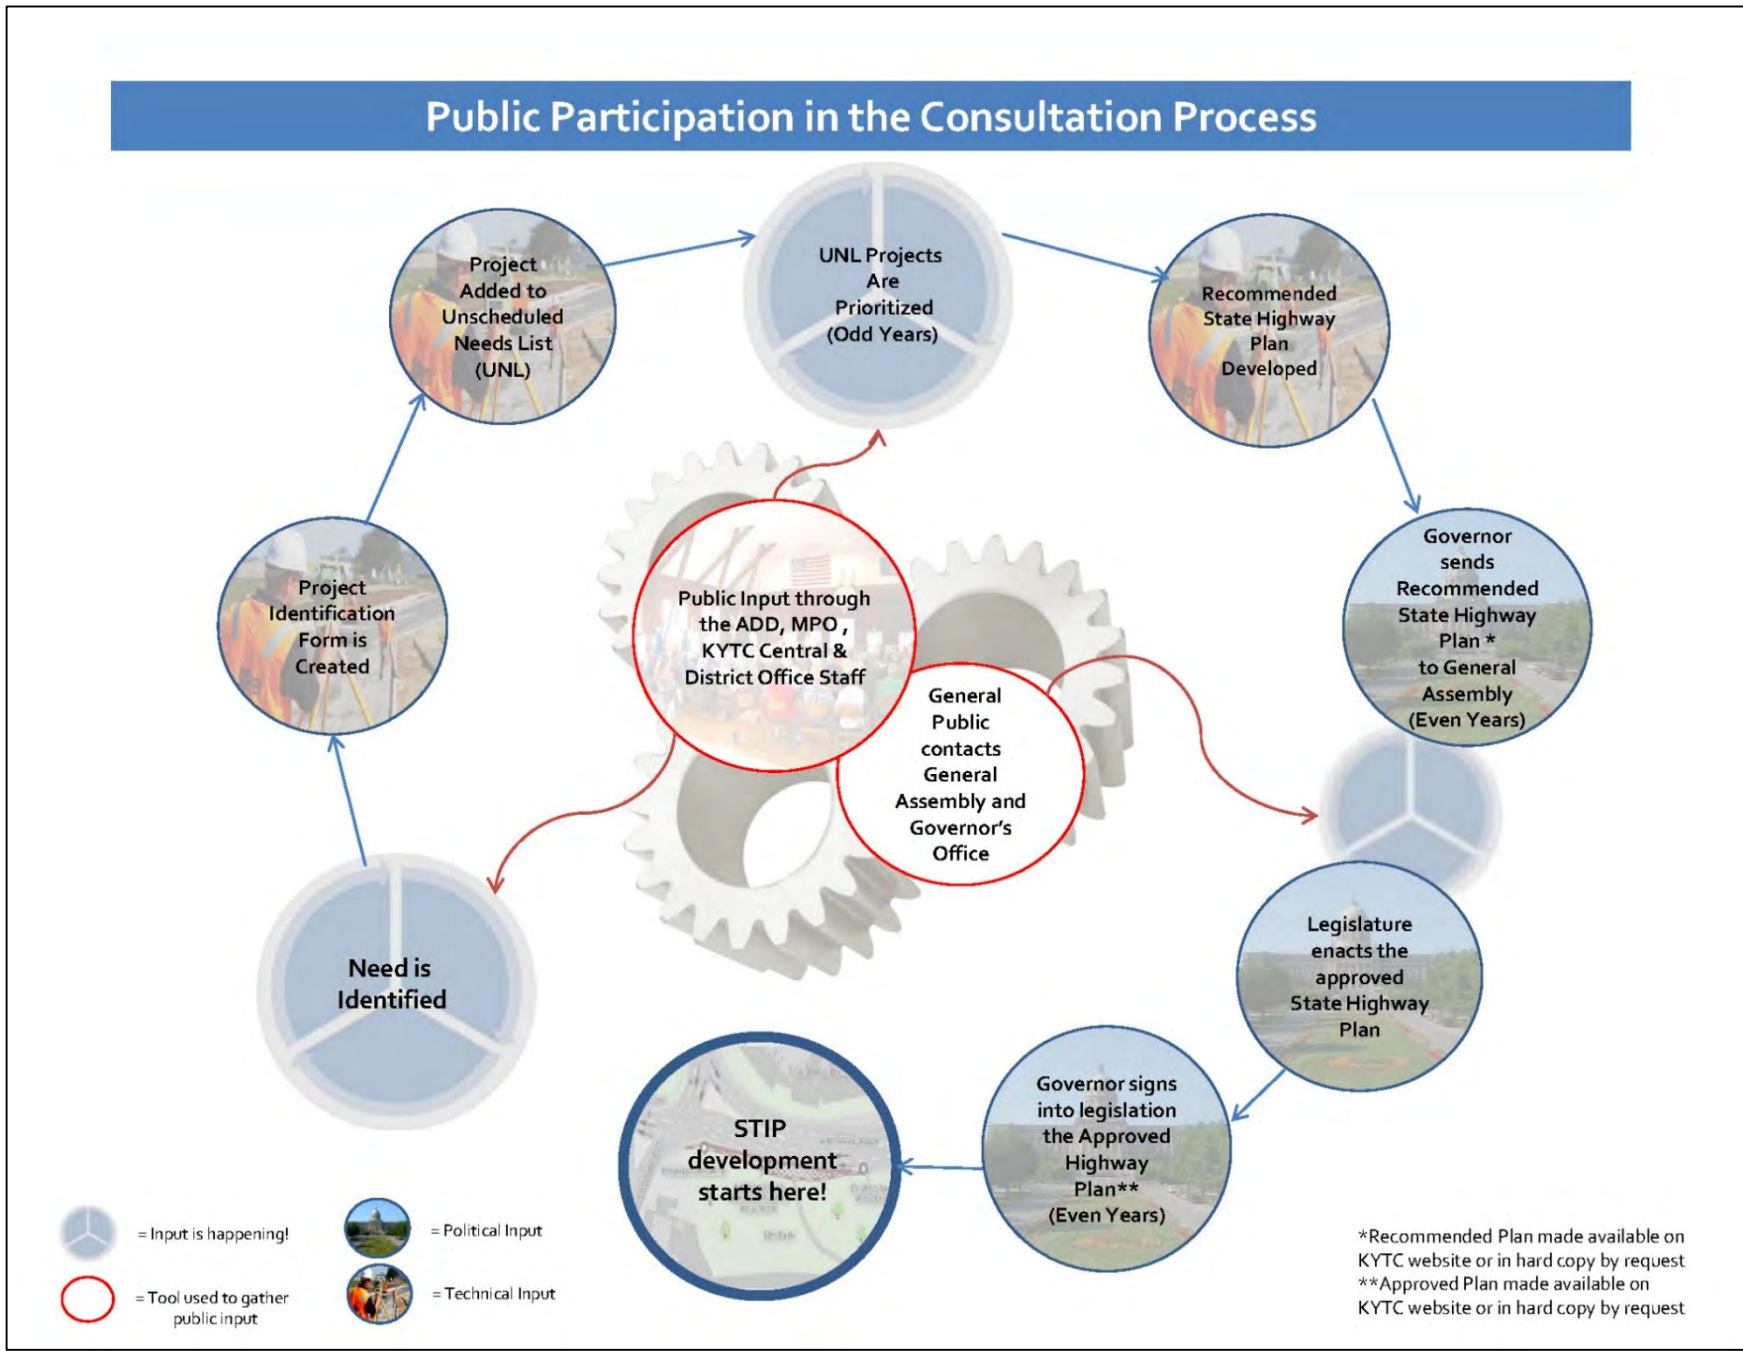 Public Participation in the Consultation Process
Need is
Identified
Project
Identification
Form is
Created
Project
Added to
Unscheduled
Needs List
(UNL)
UNL Projects
Are
Prioritized
(Odd Years)
Recommended
State Highway
Plan
Developed
Governor
sends
Recommended
State Highway
Plan *
to General
Assembly
(Even Years)
Legislature
enacts the
approved
State Highway
Plan
Governor signs
into legislation
the Approved
Highway
Plan**
(Even Years)
STIP
development
starts here!
Public Input through
the ADD, MPO ,
KYTC Central &
District Office Staff
General
Public
contacts
General
Assembly and
Governor's
Office
= Input is happening!
= Tool used to gather
public input
= Political Input
= Technical Input
*Recommended Plan made available on
KYTC website or in hard copy by request
**Approved Plan made available on
KYTC website or in hard copy by request